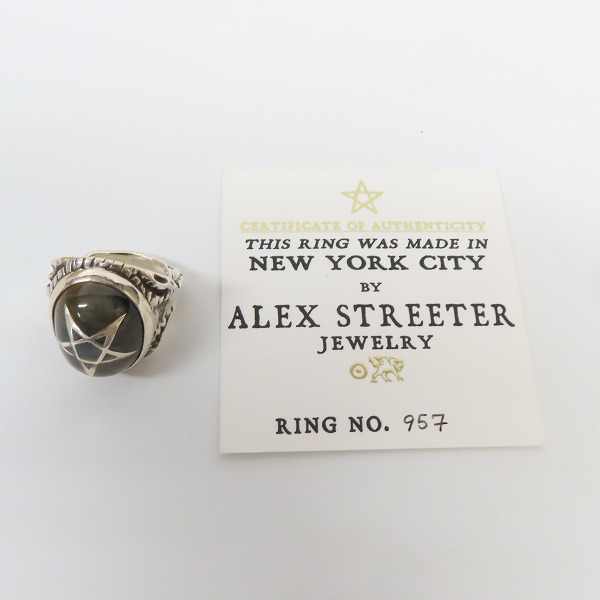 CERTIFICATE OF AUTHENTICITY
THIS RING WAS MADE IN
NEW YORK CITY
BY
ALEX STREETER
JEWELRY
RING NO. 957